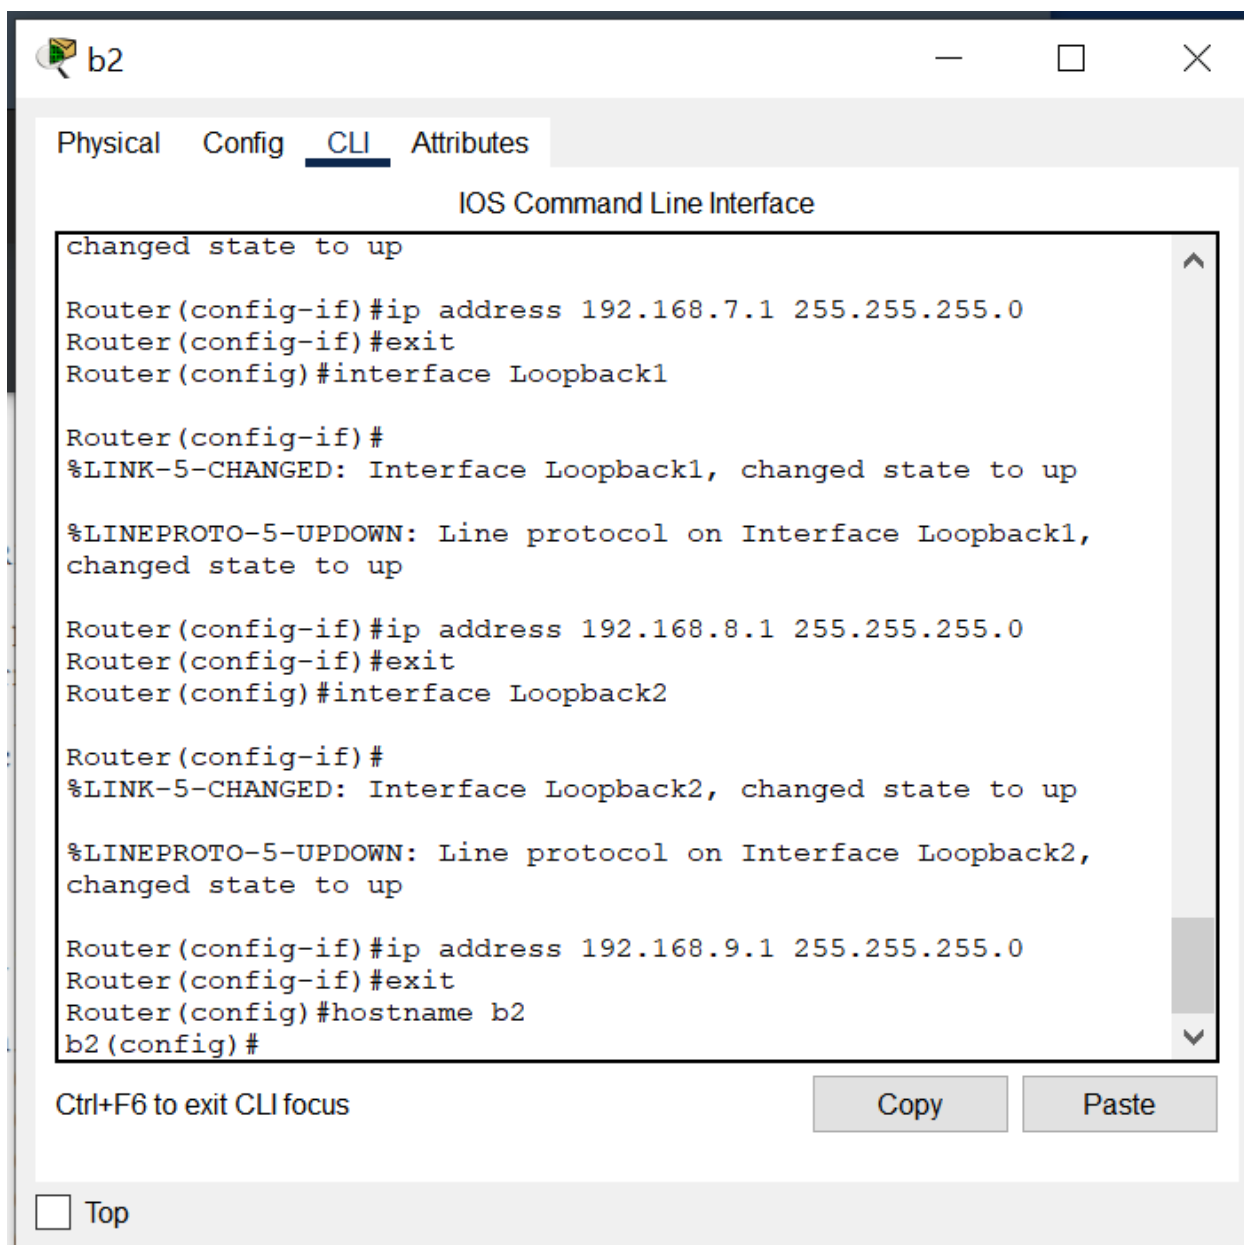 b2
Physical Config CLI Attributes
IOS Command Line Interface
changed state to up
Router(config-if)#ip address 192.168.7.1 255.255.255.0
Router(config-if)#exit
Router(config)#interface Loopback1
Router(config-if)#
%LINK-5-CHANGED: Interface Loopback1, changed state to up
%LINEPROTO-5-UPDOWN: Line protocol on Interface Loopback1,
changed state to up
Router(config-if)#ip address 192.168.8.1 255.255.255.0
Router(config-if)#exit
Router(config)#interface Loopback2
Router(config-if)#
%LINK-5-CHANGED: Interface Loopback2, changed state to up
%LINEPROTO-5-UPDOWN: Line protocol on Interface Loopback2,
changed state to up
Router(config-if)#ip address 192.168.9.1 255.255.255.0
Router(config-if)#exit
Router(config)#hostname b2
b2(config)#
Ctrl+F6 to exit CLI focus
Copy
Paste
Top